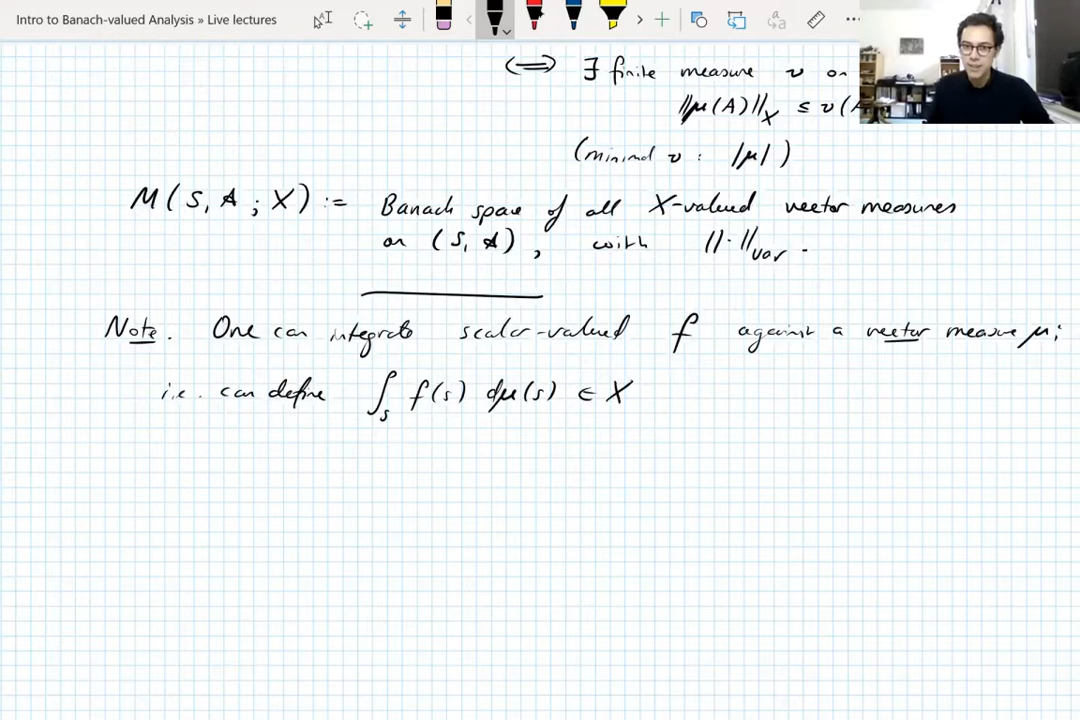 Intro to Banach-valued Analysis » Live lectures
⟺ ∃ finite measure ν on
‖μ(A)‖_X ≤ ν(A
(minimal ν : |μ|)
M(S, A ; X) := Banach space of all X-valued vector measures
on (S, A), with ‖·‖_var.
Note. One can integrate scalar-valued f against a vector measure μ;
i.e. can define ∫_S f(s) dμ(s) ∈ X